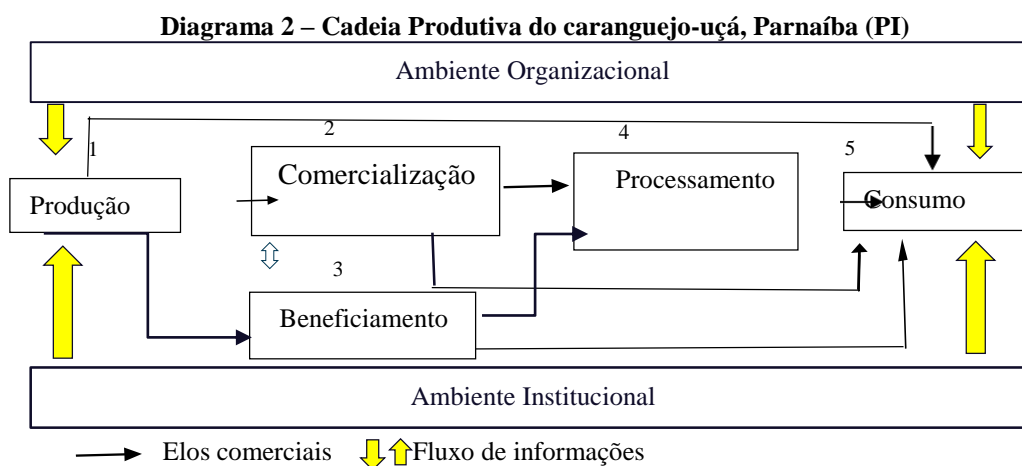 Diagrama 2 – Cadeia Produtiva do caranguejo-uçá, Parnaíba (PI)
Ambiente Organizacional
1
2
4
5
Produção
Comercialização
Processamento
Consumo
3
Beneficiamento
Ambiente Institucional
Elos comerciais
Fluxo de informações